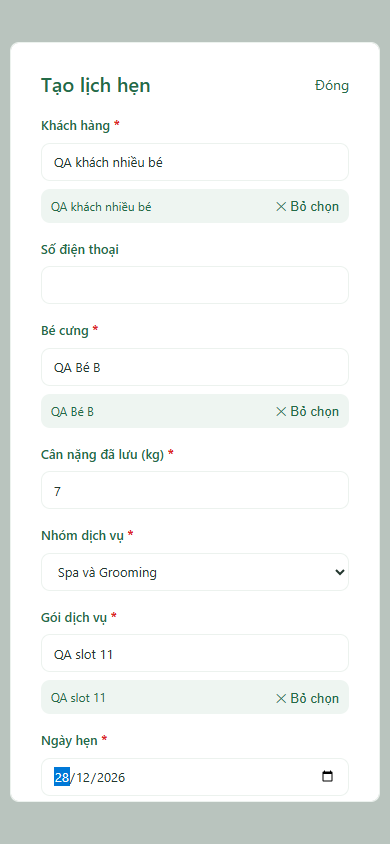 Tạo lịch hẹn Đóng
Khách hàng *
QA khách nhiều bé
QA khách nhiều bé × Bỏ chọn
Số điện thoại
Bé cưng *
QA Bé B
QA Bé B × Bỏ chọn
Cân nặng đã lưu (kg) *
7
Nhóm dịch vụ *
Spa và Grooming
Gói dịch vụ *
QA slot 11
QA slot 11 × Bỏ chọn
Ngày hẹn *
28/12/2026